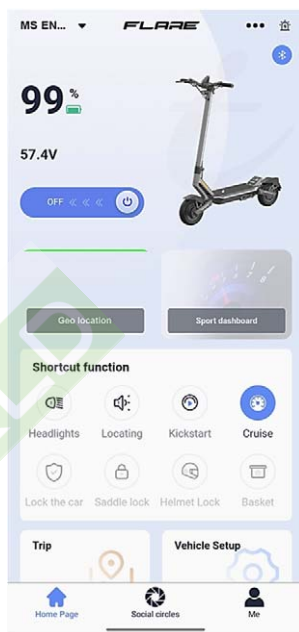 MS EN... FLARE
99%
57.4V
OFF
Geo location Sport dashboard
Shortcut function
Headlights Locating Kickstart Cruise
Lock the car Saddle lock Helmet Lock Basket
Trip Vehicle Setup
Home Page Social circles Me